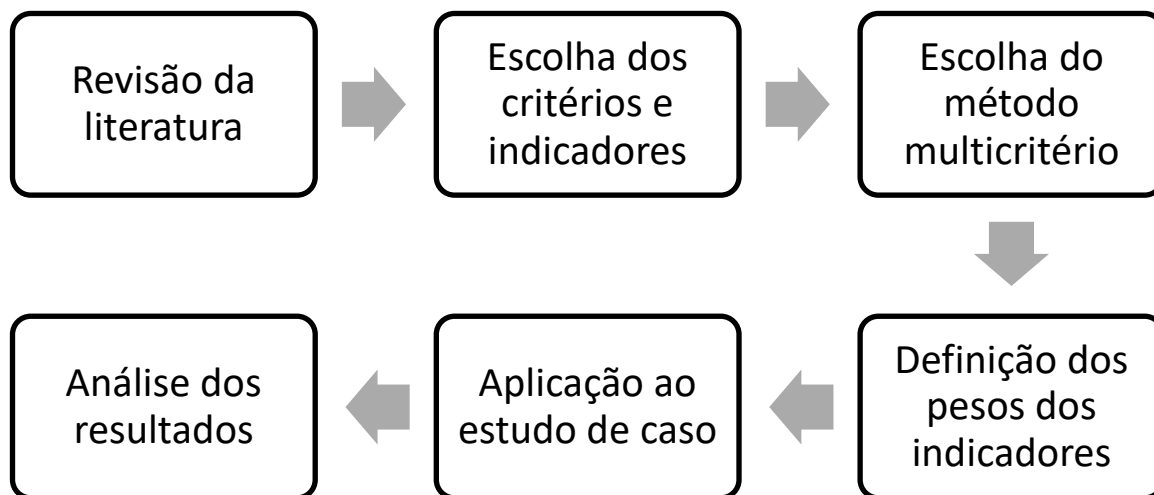 Revisão da
literatura
Escolha dos
critérios e
indicadores
Escolha do
método
multicritério
Definição dos
pesos dos
indicadores
Aplicação ao
estudo de caso
Análise dos
resultados